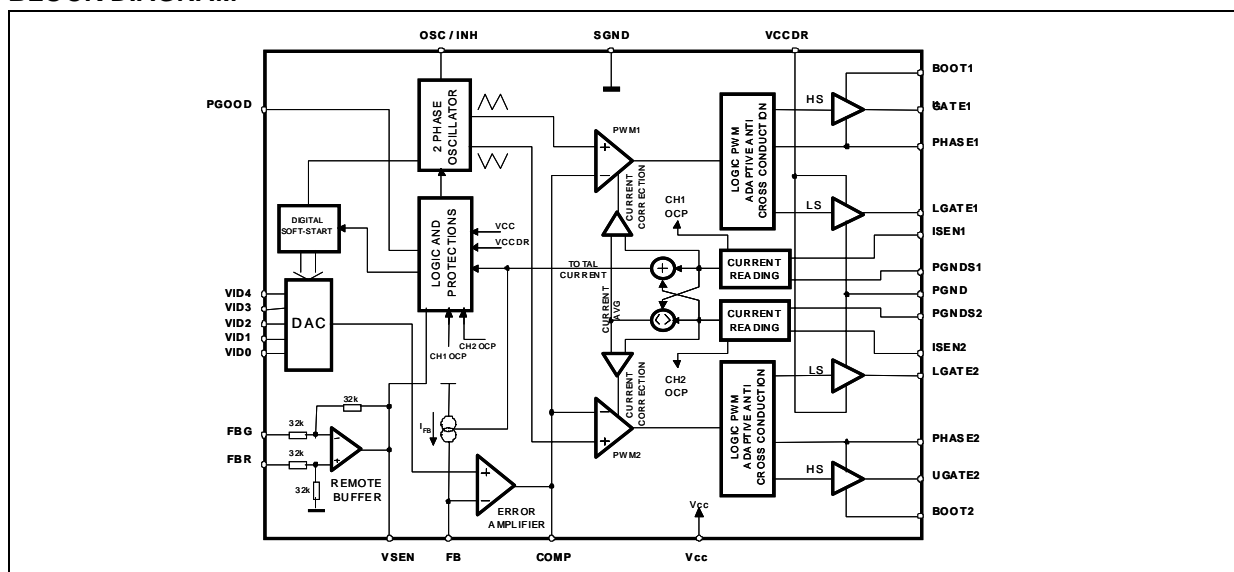 OSC / INH
SGND
VCCDR
PGOOD
2 PHASE
OSCILLATOR
PWM1
LOGIC PWM
ADAPTIVE ANTI
CROSS CONDUCTION
HS
BOOT1
GATE1
PHASE1
LS
LGATE1
ISEN1
PGNDS1
PGND
PGNDS2
ISEN2
LGATE2
DIGITAL
SOFT-START
LOGIC AND
PROTECTIONS
VCC
VCCDR
CURRENT
CORRECTION
CH1
OCP
TOTAL
CURRENT
+
CURRENT
READING
CURRENT
AVG
< >
CURRENT
READING
VID4
VID3
VID2
VID1
VID0
DAC
CH1 OCP
CH2 OCP
CH2
OCP
CURRENT
CORRECTION
LOGIC PWM
ADAPTIVE ANTI
CROSS CONDUCTION
LS
HS
PHASE2
UGATE2
BOOT2
32k
FBG
32k
FBR
32k
32k
REMOTE
BUFFER
IFB
ERROR
AMPLIFIER
PWM2
Vcc
VSEN
FB
COMP
Vcc